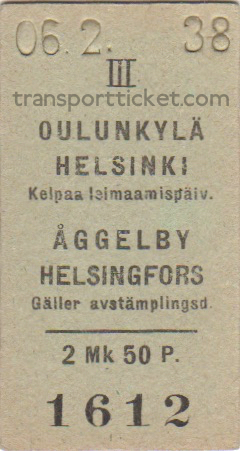 06.2. 38
III
transportticket.com
OULUNKYLÄ
HELSINKI
Kelpaa leimaamispäiv.
ÅGGELBY
HELSINGFORS
Gäller avstämplingsd.
2 Mk 50 P.
1612